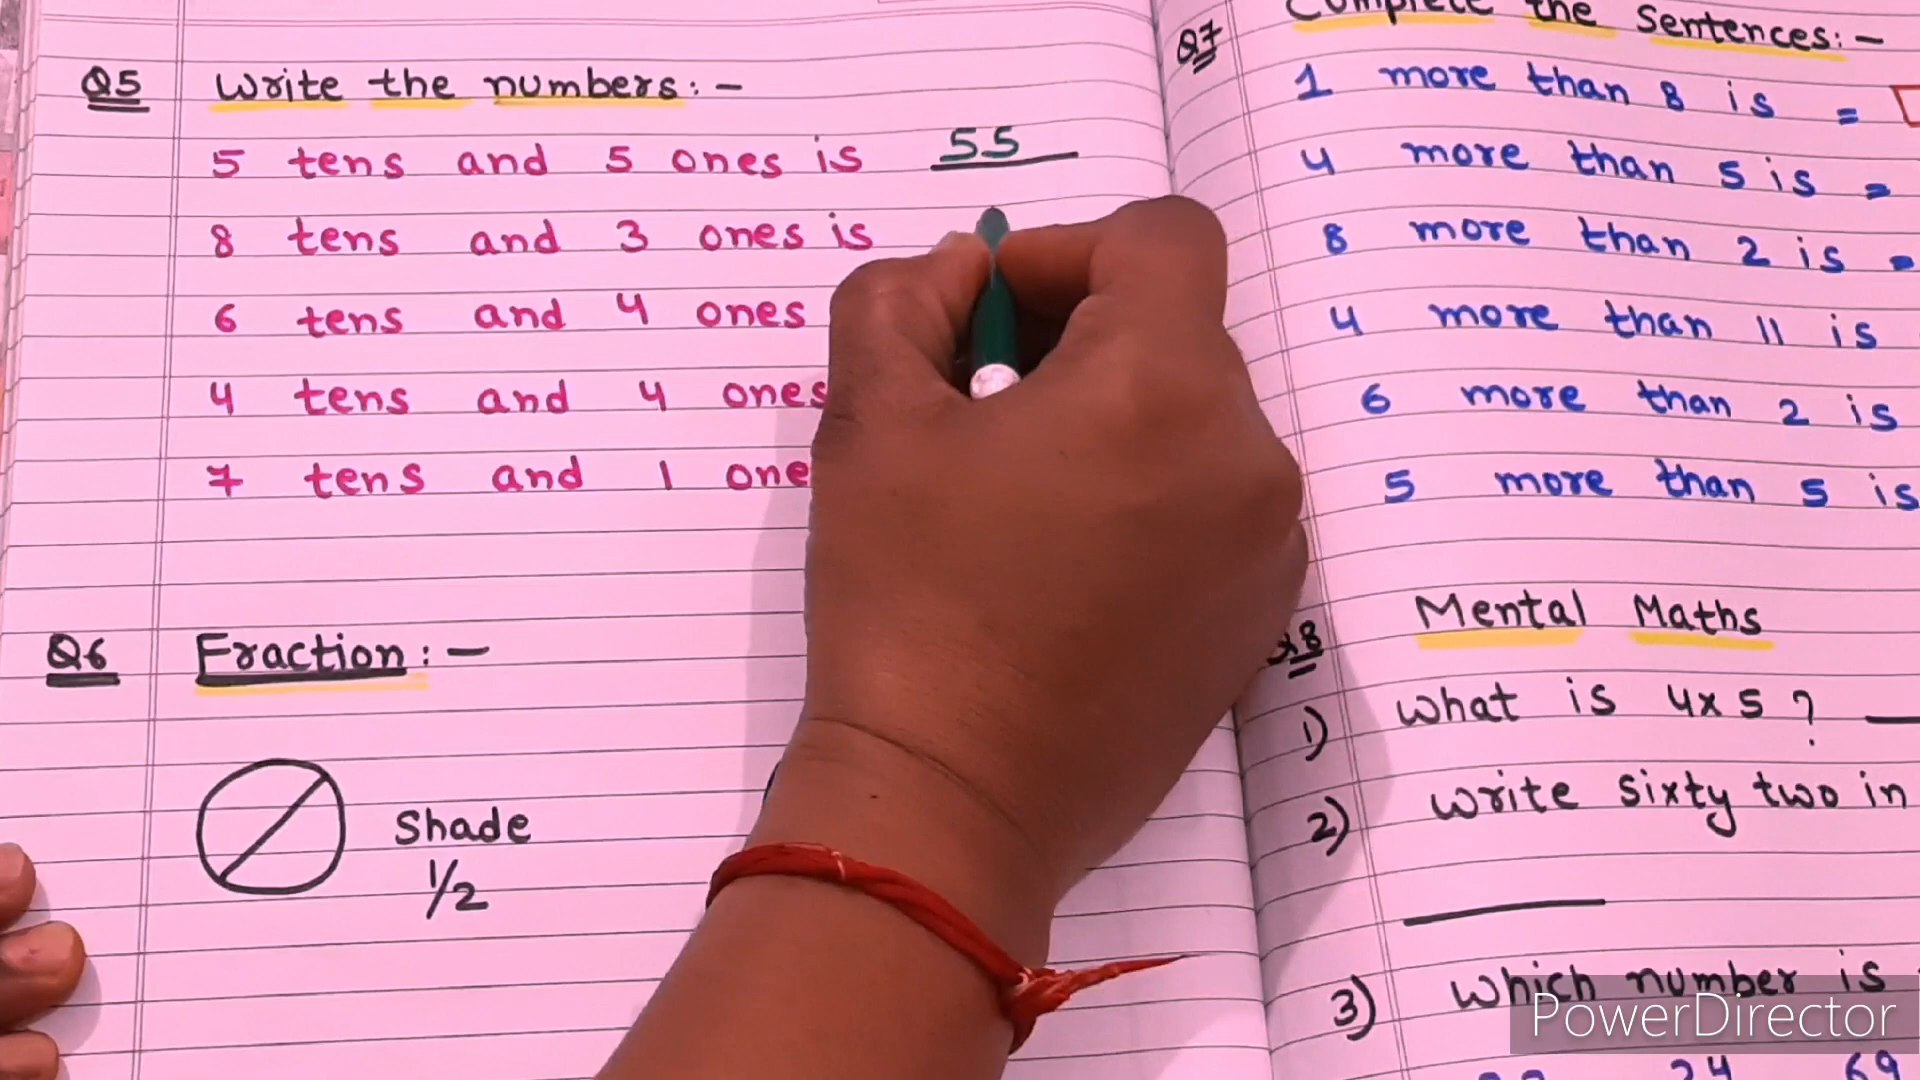 Q5 Write the numbers:-
5 tens and 5 ones is 55
8 tens and 3 ones is
6 tens and 4 ones
4 tens and 4 ones
7 tens and 1 one
Q6 Fraction:-
Shade
1/2
Q7 Complete the Sentences:-
1 more than 8 is =
4 more than 5 is =
8 more than 2 is =
4 more than 11 is
6 more than 2 is
5 more than 5 is
8 Mental Maths
1) What is 4x5?
2) Write sixty two in
3) Which number is
24 69
PowerDirector